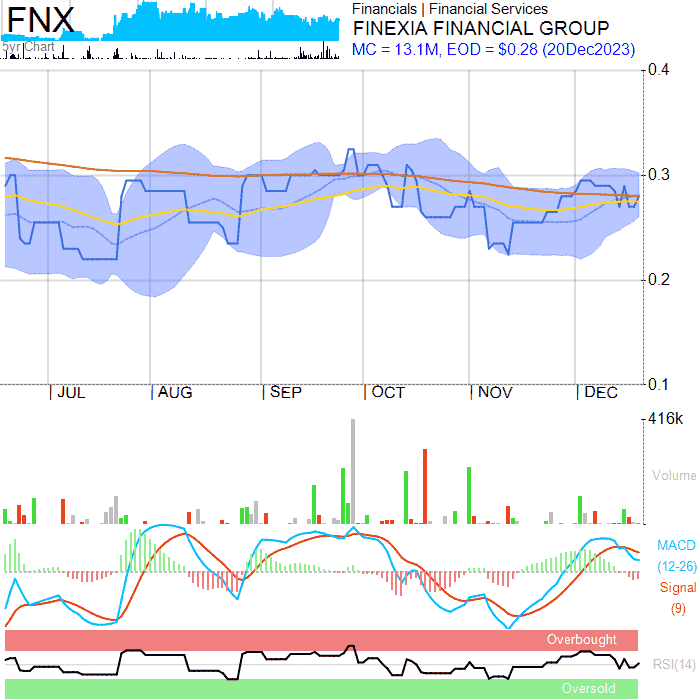 FNX
5yr Chart
Financials | Financial Services
FINEXIA FINANCIAL GROUP
MC = 13.1M, EOD = $0.28 (20Dec2023)
0.4
0.3
0.2
0.1
JUL AUG SEP OCT NOV DEC
416k
Volume
MACD
(12-26)
Signal
(9)
Overbought
RSI(14)
Oversold